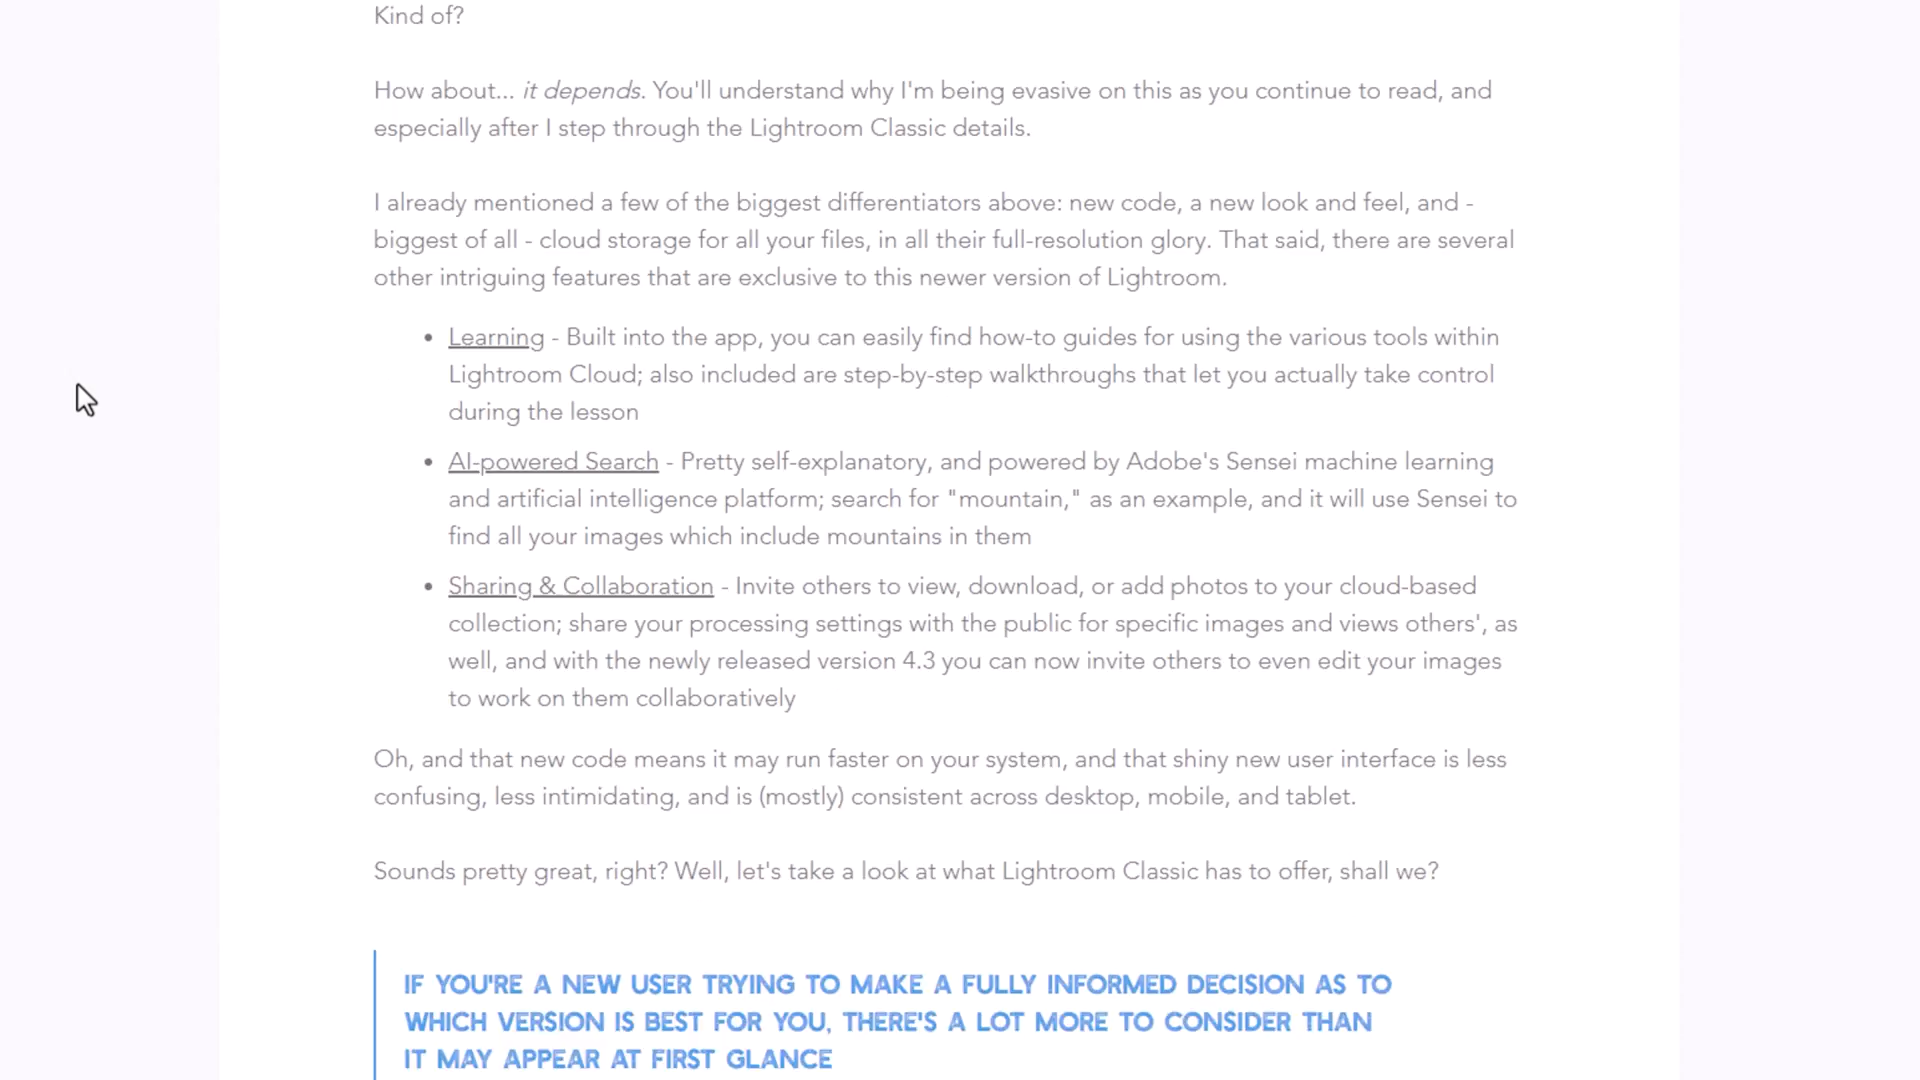 Kind of?
How about... it depends. You'll understand why I'm being evasive on this as you continue to read, and
especially after I step through the Lightroom Classic details.
I already mentioned a few of the biggest differentiators above: new code, a new look and feel, and -
biggest of all - cloud storage for all your files, in all their full-resolution glory. That said, there are several
other intriguing features that are exclusive to this newer version of Lightroom.
• Learning - Built into the app, you can easily find how-to guides for using the various tools within
Lightroom Cloud; also included are step-by-step walkthroughs that let you actually take control
during the lesson
• AI-powered Search - Pretty self-explanatory, and powered by Adobe's Sensei machine learning
and artificial intelligence platform; search for "mountain," as an example, and it will use Sensei to
find all your images which include mountains in them
• Sharing & Collaboration - Invite others to view, download, or add photos to your cloud-based
collection; share your processing settings with the public for specific images and views others', as
well, and with the newly released version 4.3 you can now invite others to even edit your images
to work on them collaboratively
Oh, and that new code means it may run faster on your system, and that shiny new user interface is less
confusing, less intimidating, and is (mostly) consistent across desktop, mobile, and tablet.
Sounds pretty great, right? Well, let's take a look at what Lightroom Classic has to offer, shall we?
IF YOU'RE A NEW USER TRYING TO MAKE A FULLY INFORMED DECISION AS TO
WHICH VERSION IS BEST FOR YOU, THERE'S A LOT MORE TO CONSIDER THAN
IT MAY APPEAR AT FIRST GLANCE